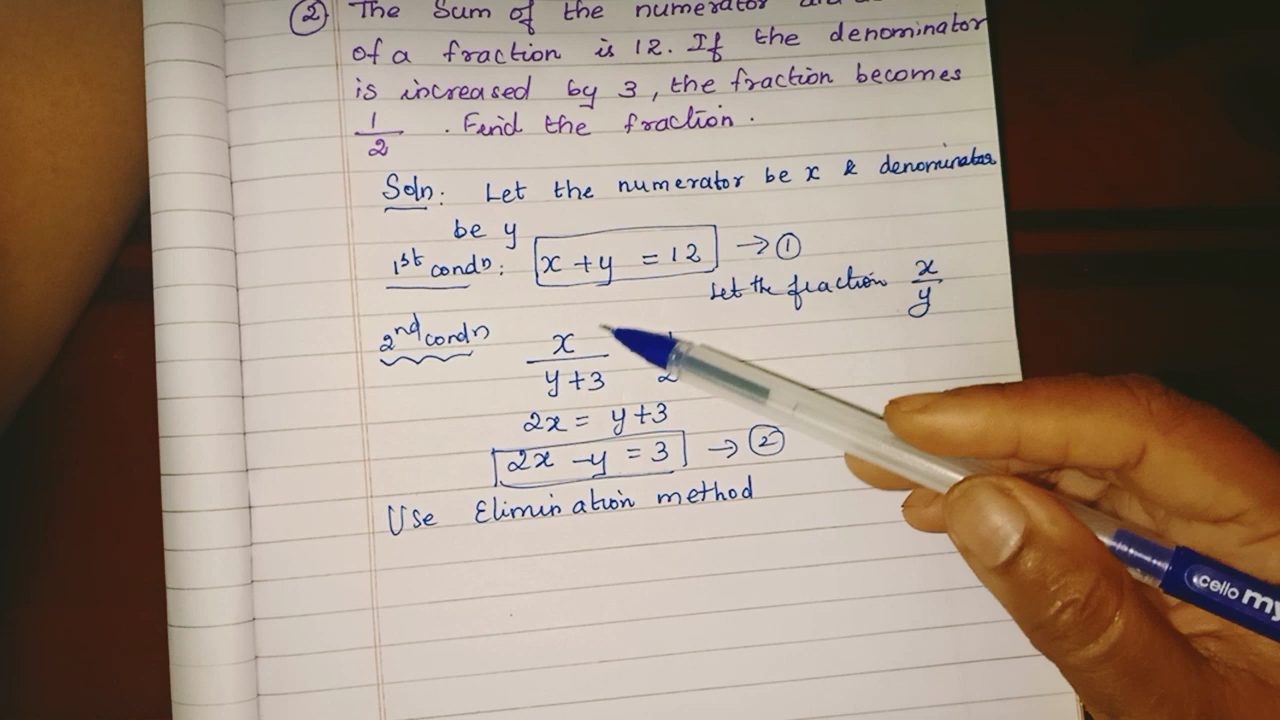 2) The Sum of the numerator
of a fraction is 12. If the denominator
is increased by 3, the fraction becomes
1/2 . Find the fraction.
Soln: Let the numerator be x & denominator
be y
1st condn: x + y = 12 → 1
Let the fraction x/y
2nd condn x/y+3 2
2x = y+3
2x - y = 3 → 2
Use Elimination method
cello my